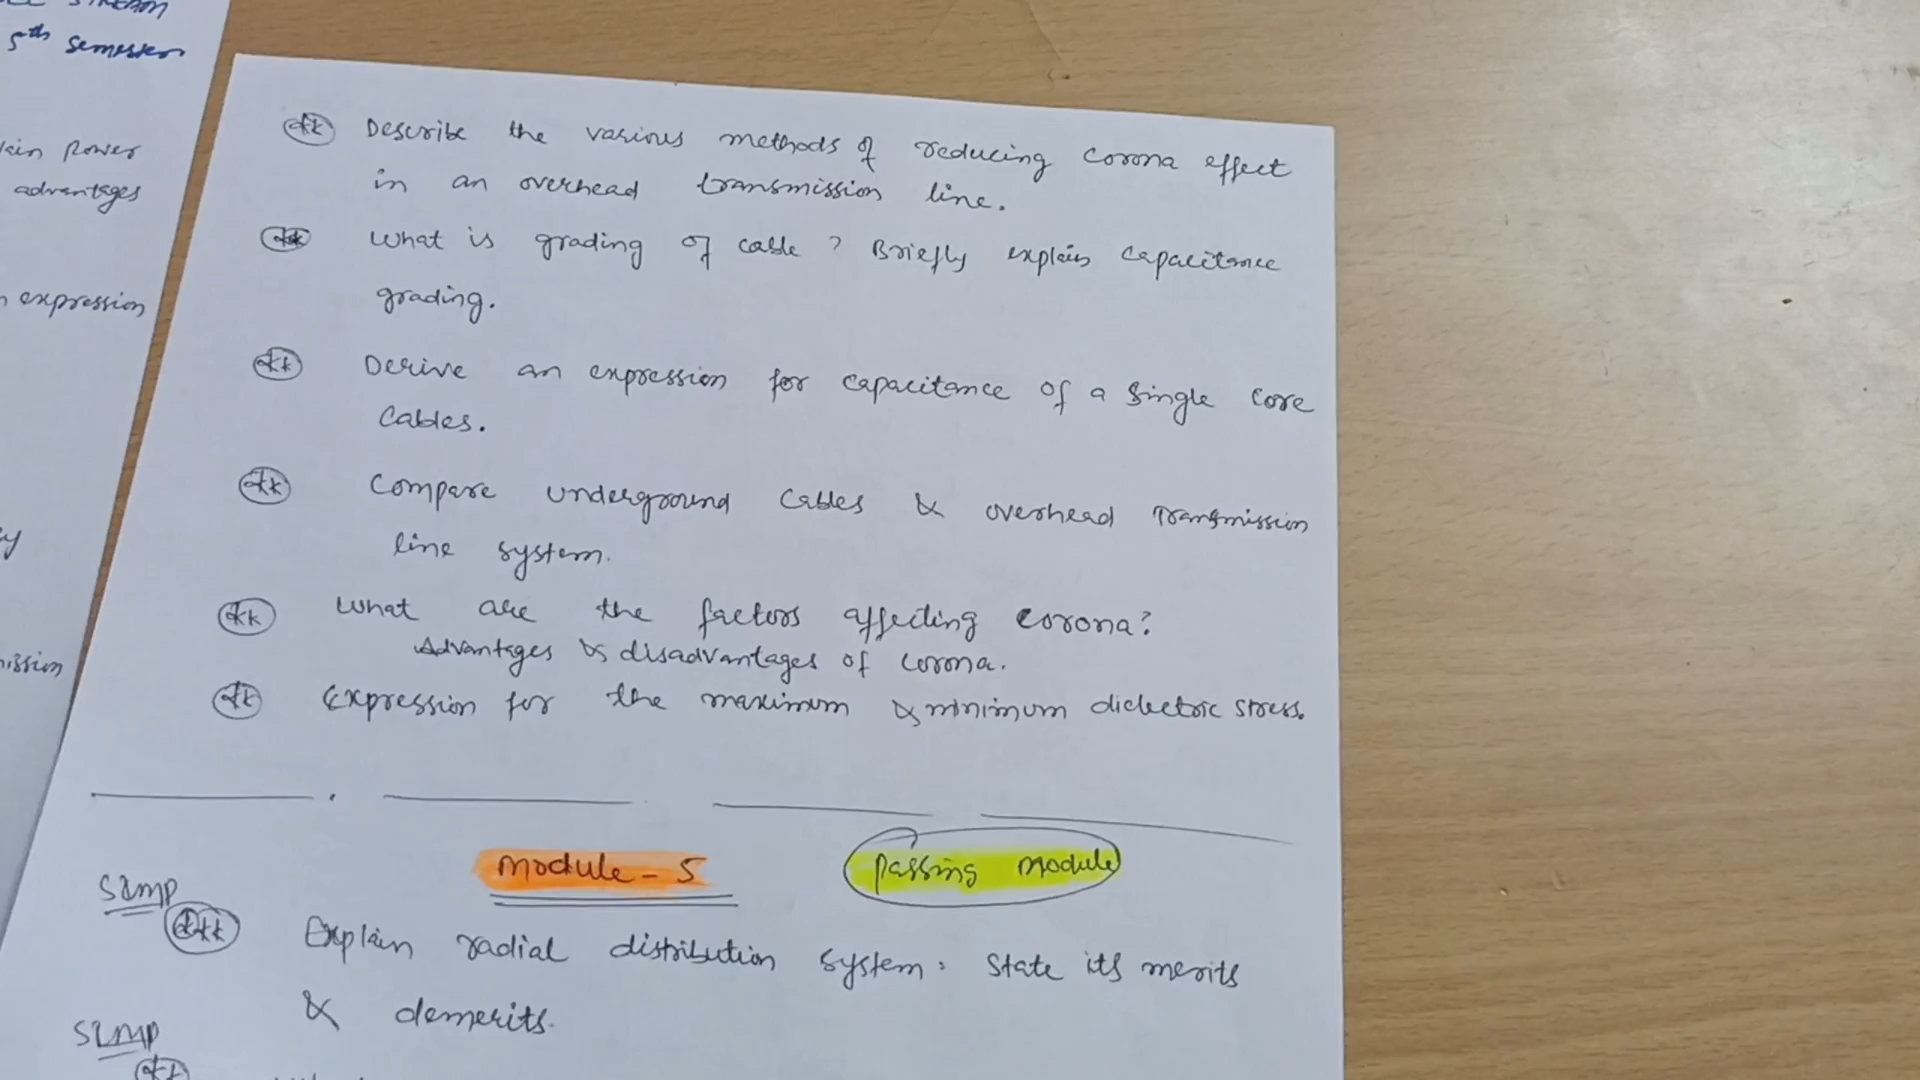 5th semester
power
advantages
expression
** Describe the various methods of reducing corona effect
in an overhead transmission line.
** What is grading of cable ? Briefly explain capacitance
grading.
** Derive an expression for capacitance of a single core
cables.
** Compare underground cables & overhead transmission
line system.
** What are the factors affecting corona?
Advantages & disadvantages of corona.
** Expression for the maximum & minimum dielectric stress.
Module - 5 Passing module
SIMP
*** Explain radial distribution system. State its merits
& demerits.
SIMP
**